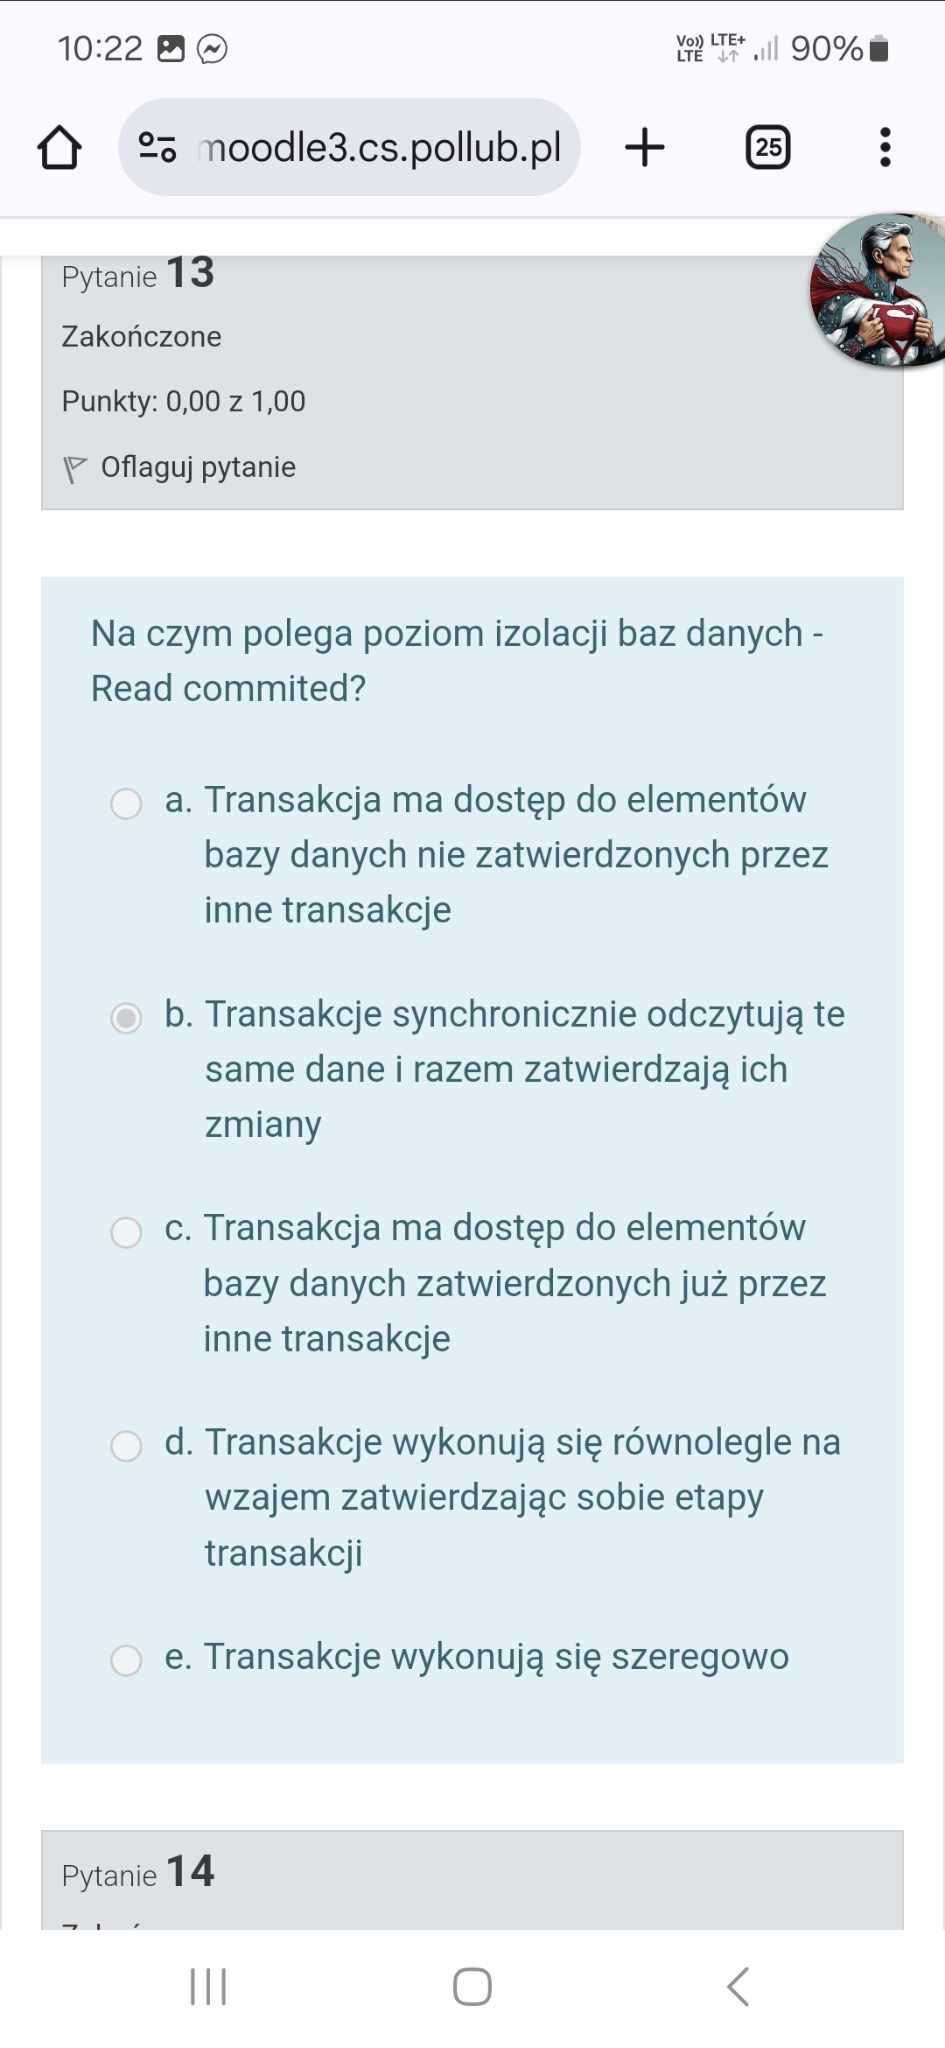 10:22
Vo)) LTE LTE+ 90%
moodle3.cs.pollub.pl
25
Pytanie 13
Zakończone
Punkty: 0,00 z 1,00
Oflaguj pytanie
Na czym polega poziom izolacji baz danych -
Read commited?
a. Transakcja ma dostęp do elementów
bazy danych nie zatwierdzonych przez
inne transakcje
b. Transakcje synchronicznie odczytują te
same dane i razem zatwierdzają ich
zmiany
c. Transakcja ma dostęp do elementów
bazy danych zatwierdzonych już przez
inne transakcje
d. Transakcje wykonują się równolegle na
wzajem zatwierdzając sobie etapy
transakcji
e. Transakcje wykonują się szeregowo
Pytanie 14